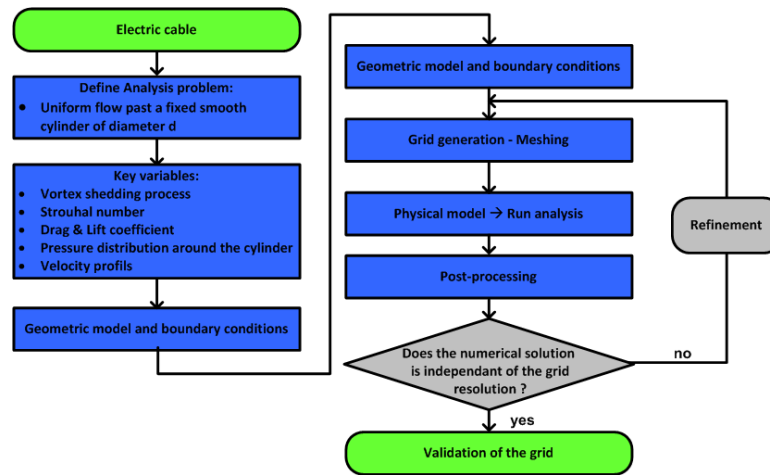 Electric cable
Define Analysis problem:
• Uniform flow past a fixed smooth
cylinder of diameter d
Key variables:
• Vortex shedding process
• Strouhal number
• Drag & Lift coefficient
• Pressure distribution around the cylinder
• Velocity profils
Geometric model and boundary conditions
Geometric model and boundary conditions
Grid generation - Meshing
Physical model → Run analysis
Refinement
Post-processing
Does the numerical solution
is independant of the grid
resolution ?
no
yes
Validation of the grid